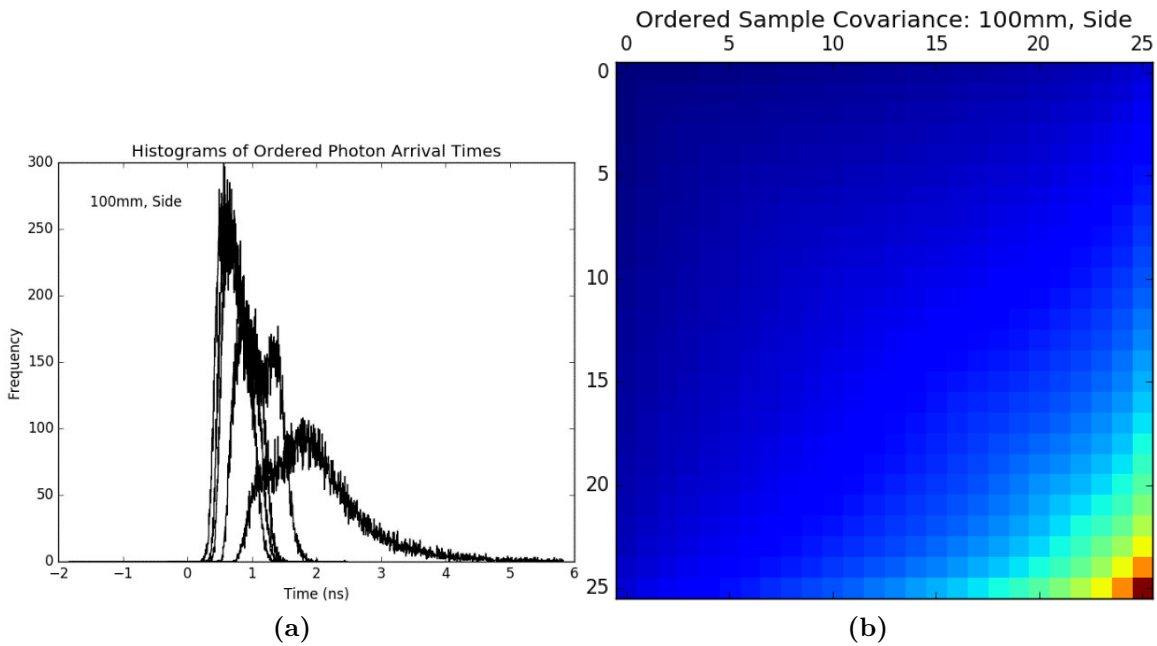 Ordered Sample Covariance: 100mm, Side
0 5 10 15 20 25
0
5
10
15
20
25
Histograms of Ordered Photon Arrival Times
100mm, Side
300
250
200
150
100
50
0
Frequency
−2 −1 0 1 2 3 4 5 6
Time (ns)
(a) (b)